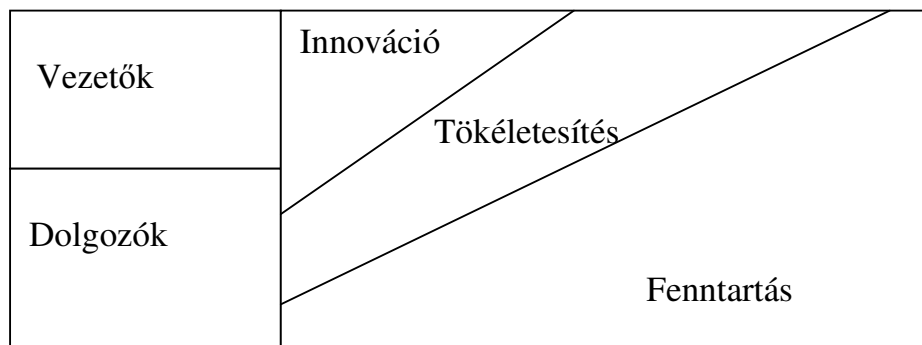 Innováció
Vezetők
Tökéletesítés
Dolgozók
Fenntartás